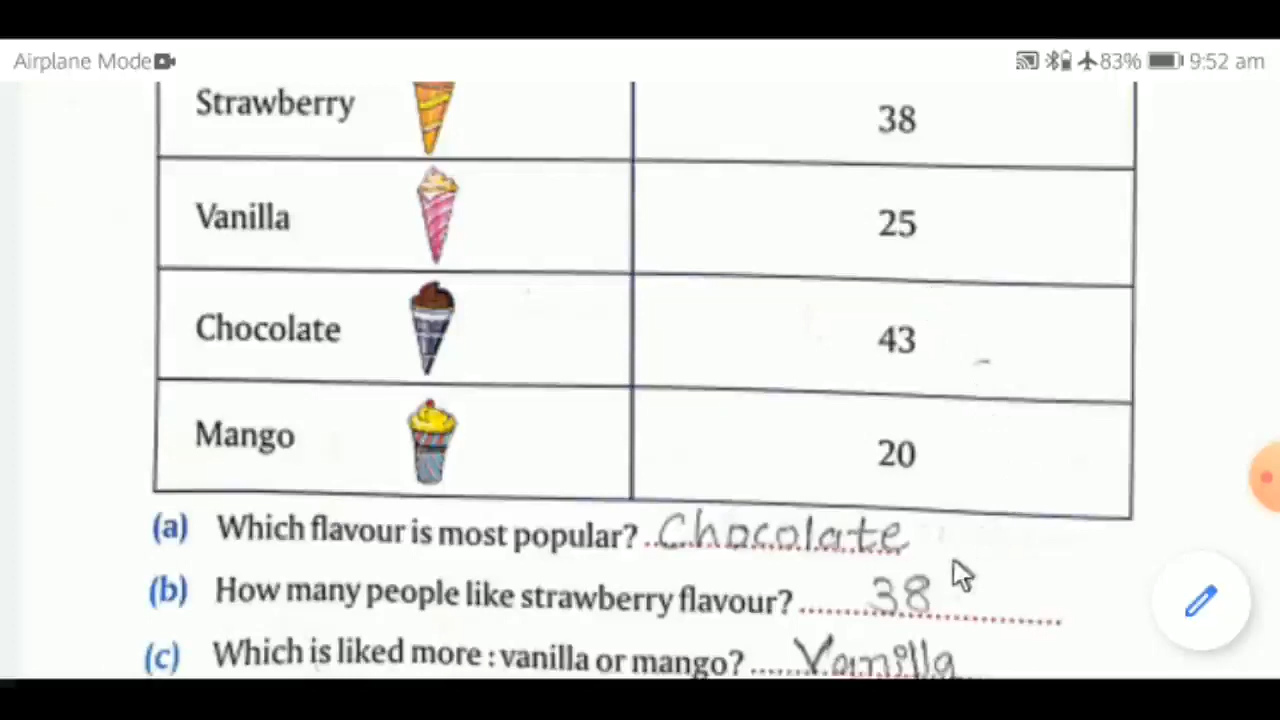 Airplane Mode 83% 9:52 am
Strawberry 38
Vanilla 25
Chocolate 43
Mango 20
(a) Which flavour is most popular? Chocolate
(b) How many people like strawberry flavour? 38
(c) Which is liked more : vanilla or mango? Vanilla